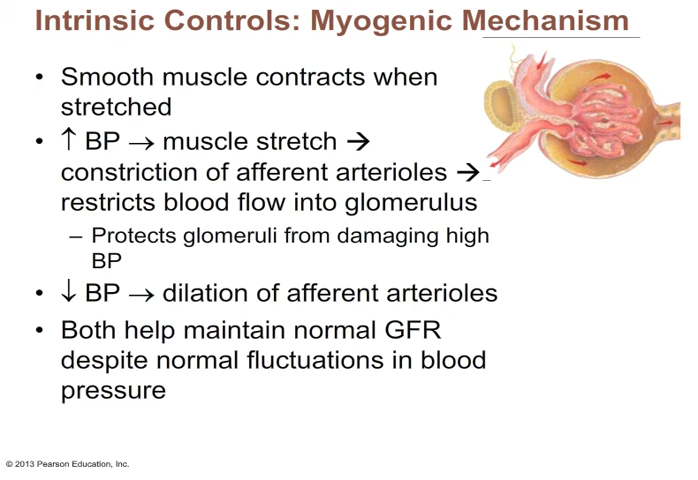 Intrinsic Controls: Myogenic Mechanism
• Smooth muscle contracts when
stretched
• ↑ BP → muscle stretch →
constriction of afferent arterioles →
restricts blood flow into glomerulus
– Protects glomeruli from damaging high
BP
• ↓ BP → dilation of afferent arterioles
• Both help maintain normal GFR
despite normal fluctuations in blood
pressure
© 2013 Pearson Education, Inc.